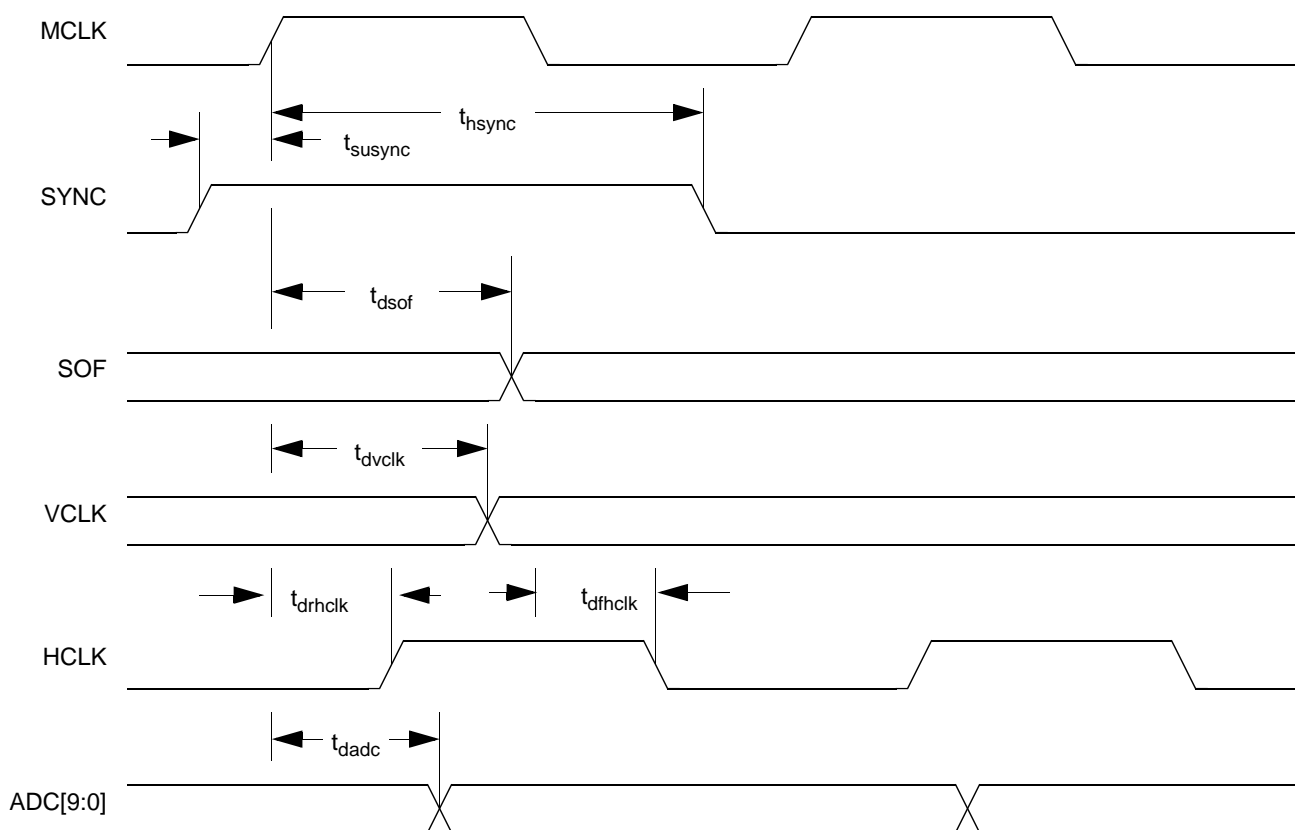 MCLK
thsync
tsusync
SYNC
tdsof
SOF
tdvclk
VCLK
tdrhclk
tdfhclk
HCLK
tdadc
ADC[9:0]